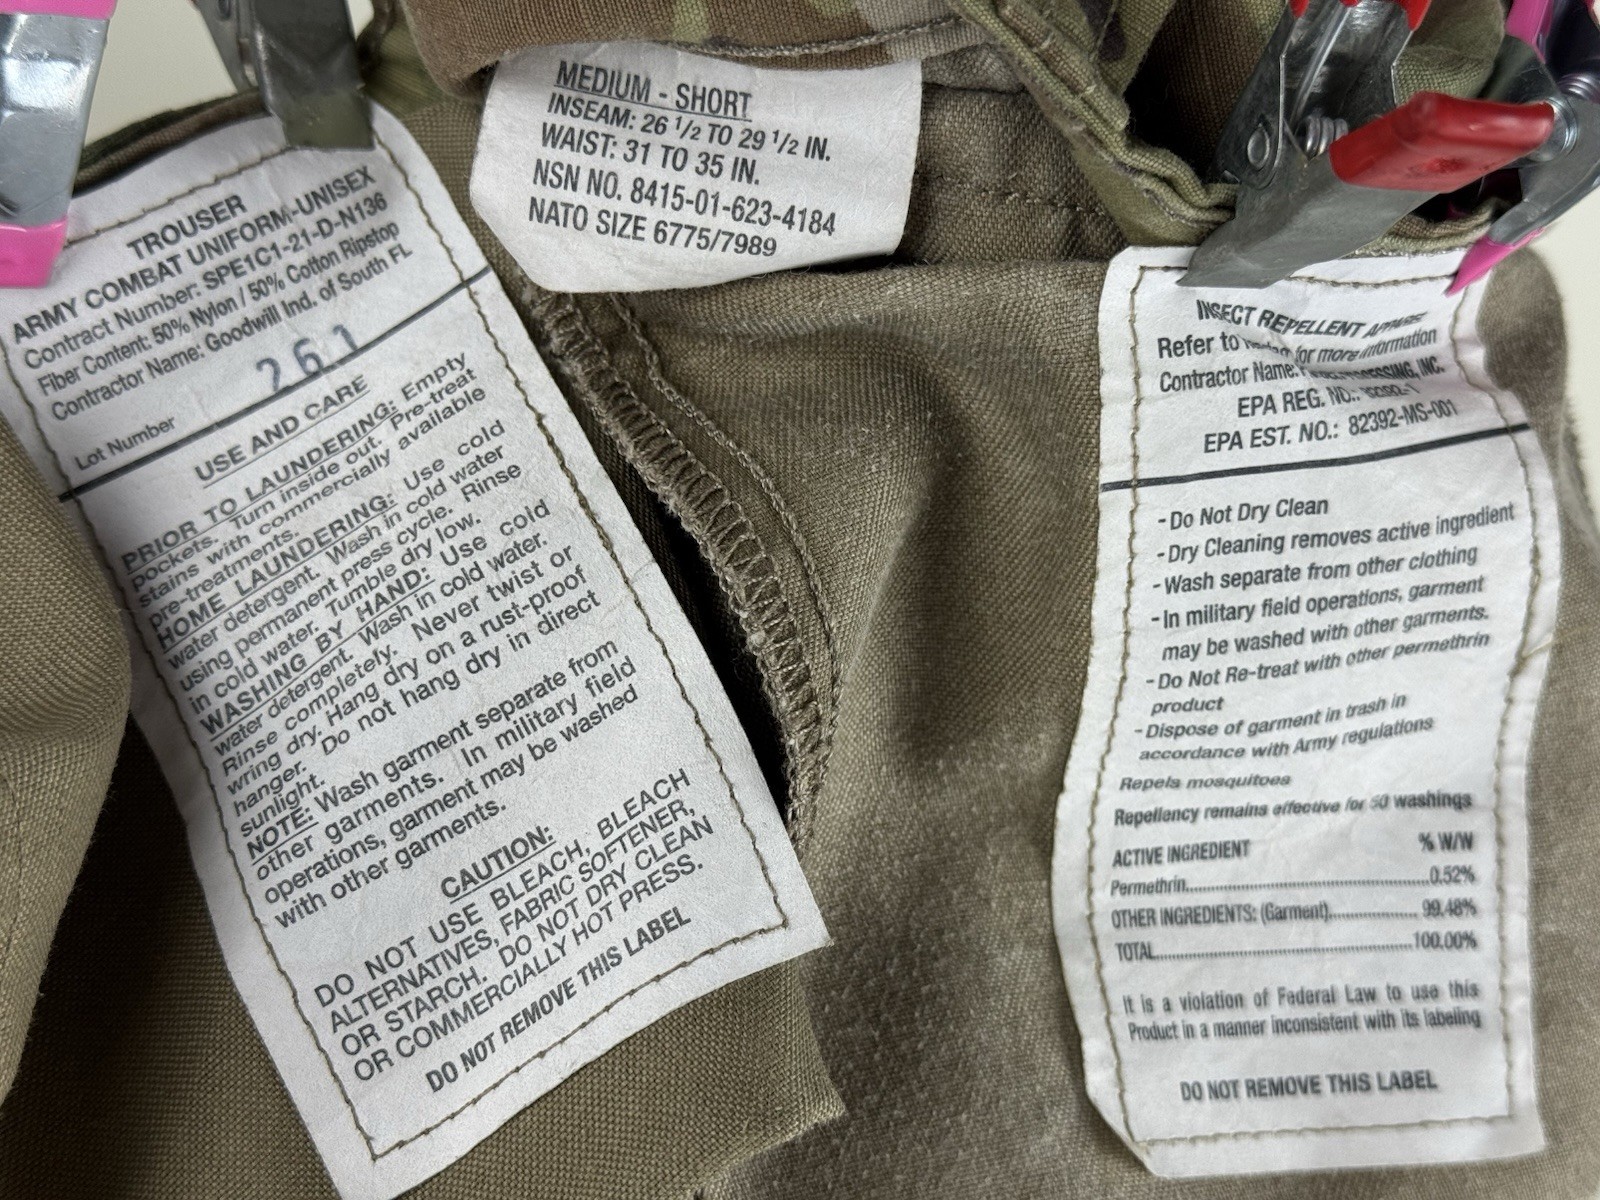 TROUSER
ARMY COMBAT UNIFORM-UNISEX
Contract Number: SPE1C1-21-D-N136
Fiber Content: 50% Nylon / 50% Cotton Ripstop
Contractor Name: Goodwill Ind. of South FL
261
Lot Number
USE AND CARE
PRIOR TO LAUNDERING: Empty
pockets. Turn inside out. Pre-treat
stains with commercially available
pre-treatments.
HOME LAUNDERING: Use cold
water detergent. Wash in cold water
using permanent press cycle. Rinse
in cold water. Tumble dry low.
WASHING BY HAND: Use cold
water detergent. Wash in cold water.
Rinse completely. Never twist or
wring dry. Hang dry on a rust-proof
hanger. Do not hang dry in direct
sunlight.
NOTE: Wash garment separate from
other garments. In military field
operations, garment may be washed
with other garments.
CAUTION:
DO NOT USE BLEACH, BLEACH
ALTERNATIVES, FABRIC SOFTENER,
OR STARCH. DO NOT DRY CLEAN
OR COMMERCIALLY HOT PRESS.
DO NOT REMOVE THIS LABEL
MEDIUM - SHORT
INSEAM: 26 1/2 TO 29 1/2 IN.
WAIST: 31 TO 35 IN.
NSN NO. 8415-01-623-4184
NATO SIZE 6775/7989
INSECT REPELLENT APPAREL
Refer to for more information
Contractor Name: INC.
EPA REG. NO.: 82392-1
EPA EST. NO.: 82392-MS-001
- Do Not Dry Clean
- Dry Cleaning removes active ingredient
- Wash separate from other clothing
- In military field operations, garment
may be washed with other garments.
- Do Not Re-treat with other permethrin
product
- Dispose of garment in trash in
accordance with Army regulations
Repels mosquitoes
Repellency remains effective for 50 washings
ACTIVE INGREDIENT % W/W
Permethrin........................................0.52%
OTHER INGREDIENTS: (Garment)..............99.48%
TOTAL...........................................100.00%
It is a violation of Federal Law to use this
Product in a manner inconsistent with its labeling
DO NOT REMOVE THIS LABEL